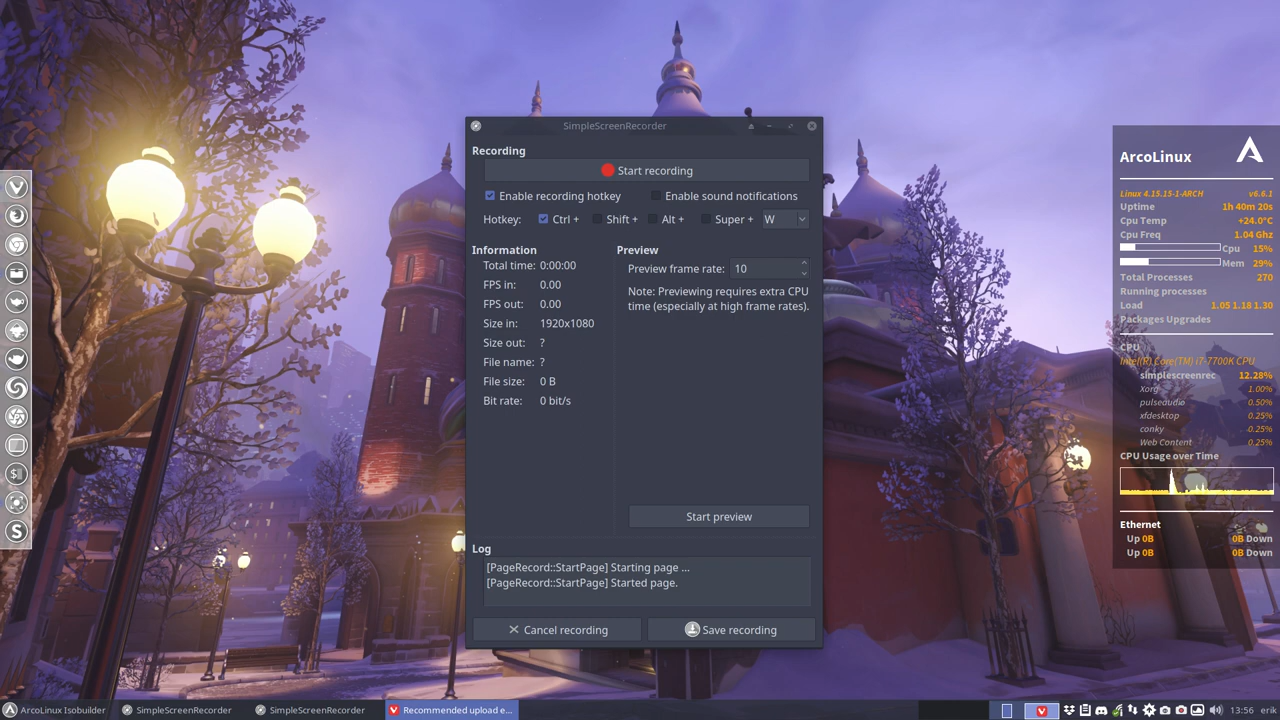 SimpleScreenRecorder
Recording
Start recording
Enable recording hotkey Enable sound notifications
Hotkey: Ctrl + Shift + Alt + Super + W
Information
Total time: 0:00:00
FPS in: 0.00
FPS out: 0.00
Size in: 1920x1080
Size out: ?
File name: ?
File size: 0 B
Bit rate: 0 bit/s
Preview
Preview frame rate: 10
Note: Previewing requires extra CPU
time (especially at high frame rates).
Start preview
Log
[PageRecord::StartPage] Starting page ...
[PageRecord::StartPage] Started page.
Cancel recording Save recording
ArcoLinux
Linux 4.15.15-1-ARCH v6.6.1
Uptime 1h 40m 20s
Cpu Temp +24.0°C
Cpu Freq 1.04 Ghz
Cpu 15%
Mem 29%
Total Processes 270
Running processes
Load 1.05 1.18 1.30
Packages Upgrades
CPU
Intel(R) Core(TM) i7-7700K CPU
simplescreenrec 12.28%
Xorg 1.00%
pulseaudio 0.50%
xfdesktop 0.25%
conky 0.25%
Web Content 0.25%
CPU Usage over Time
Ethernet
Up 0B 0B Down
Up 0B 0B Down
ArcoLinux Isobuilder SimpleScreenRecorder SimpleScreenRecorder Recommended upload e... 13:56 erik